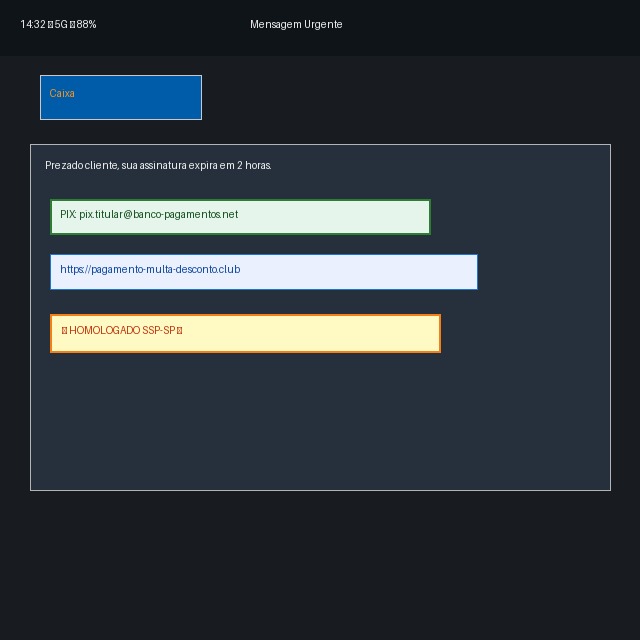 14:32 5G 88%
Mensagem Urgente
Caixa
Prezado cliente, sua assinatura expira em 2 horas.
PIX: pix.titular@banco-pagamentos.net
https://pagamento-multa-desconto.club
HOMOLOGADO SSP-SP